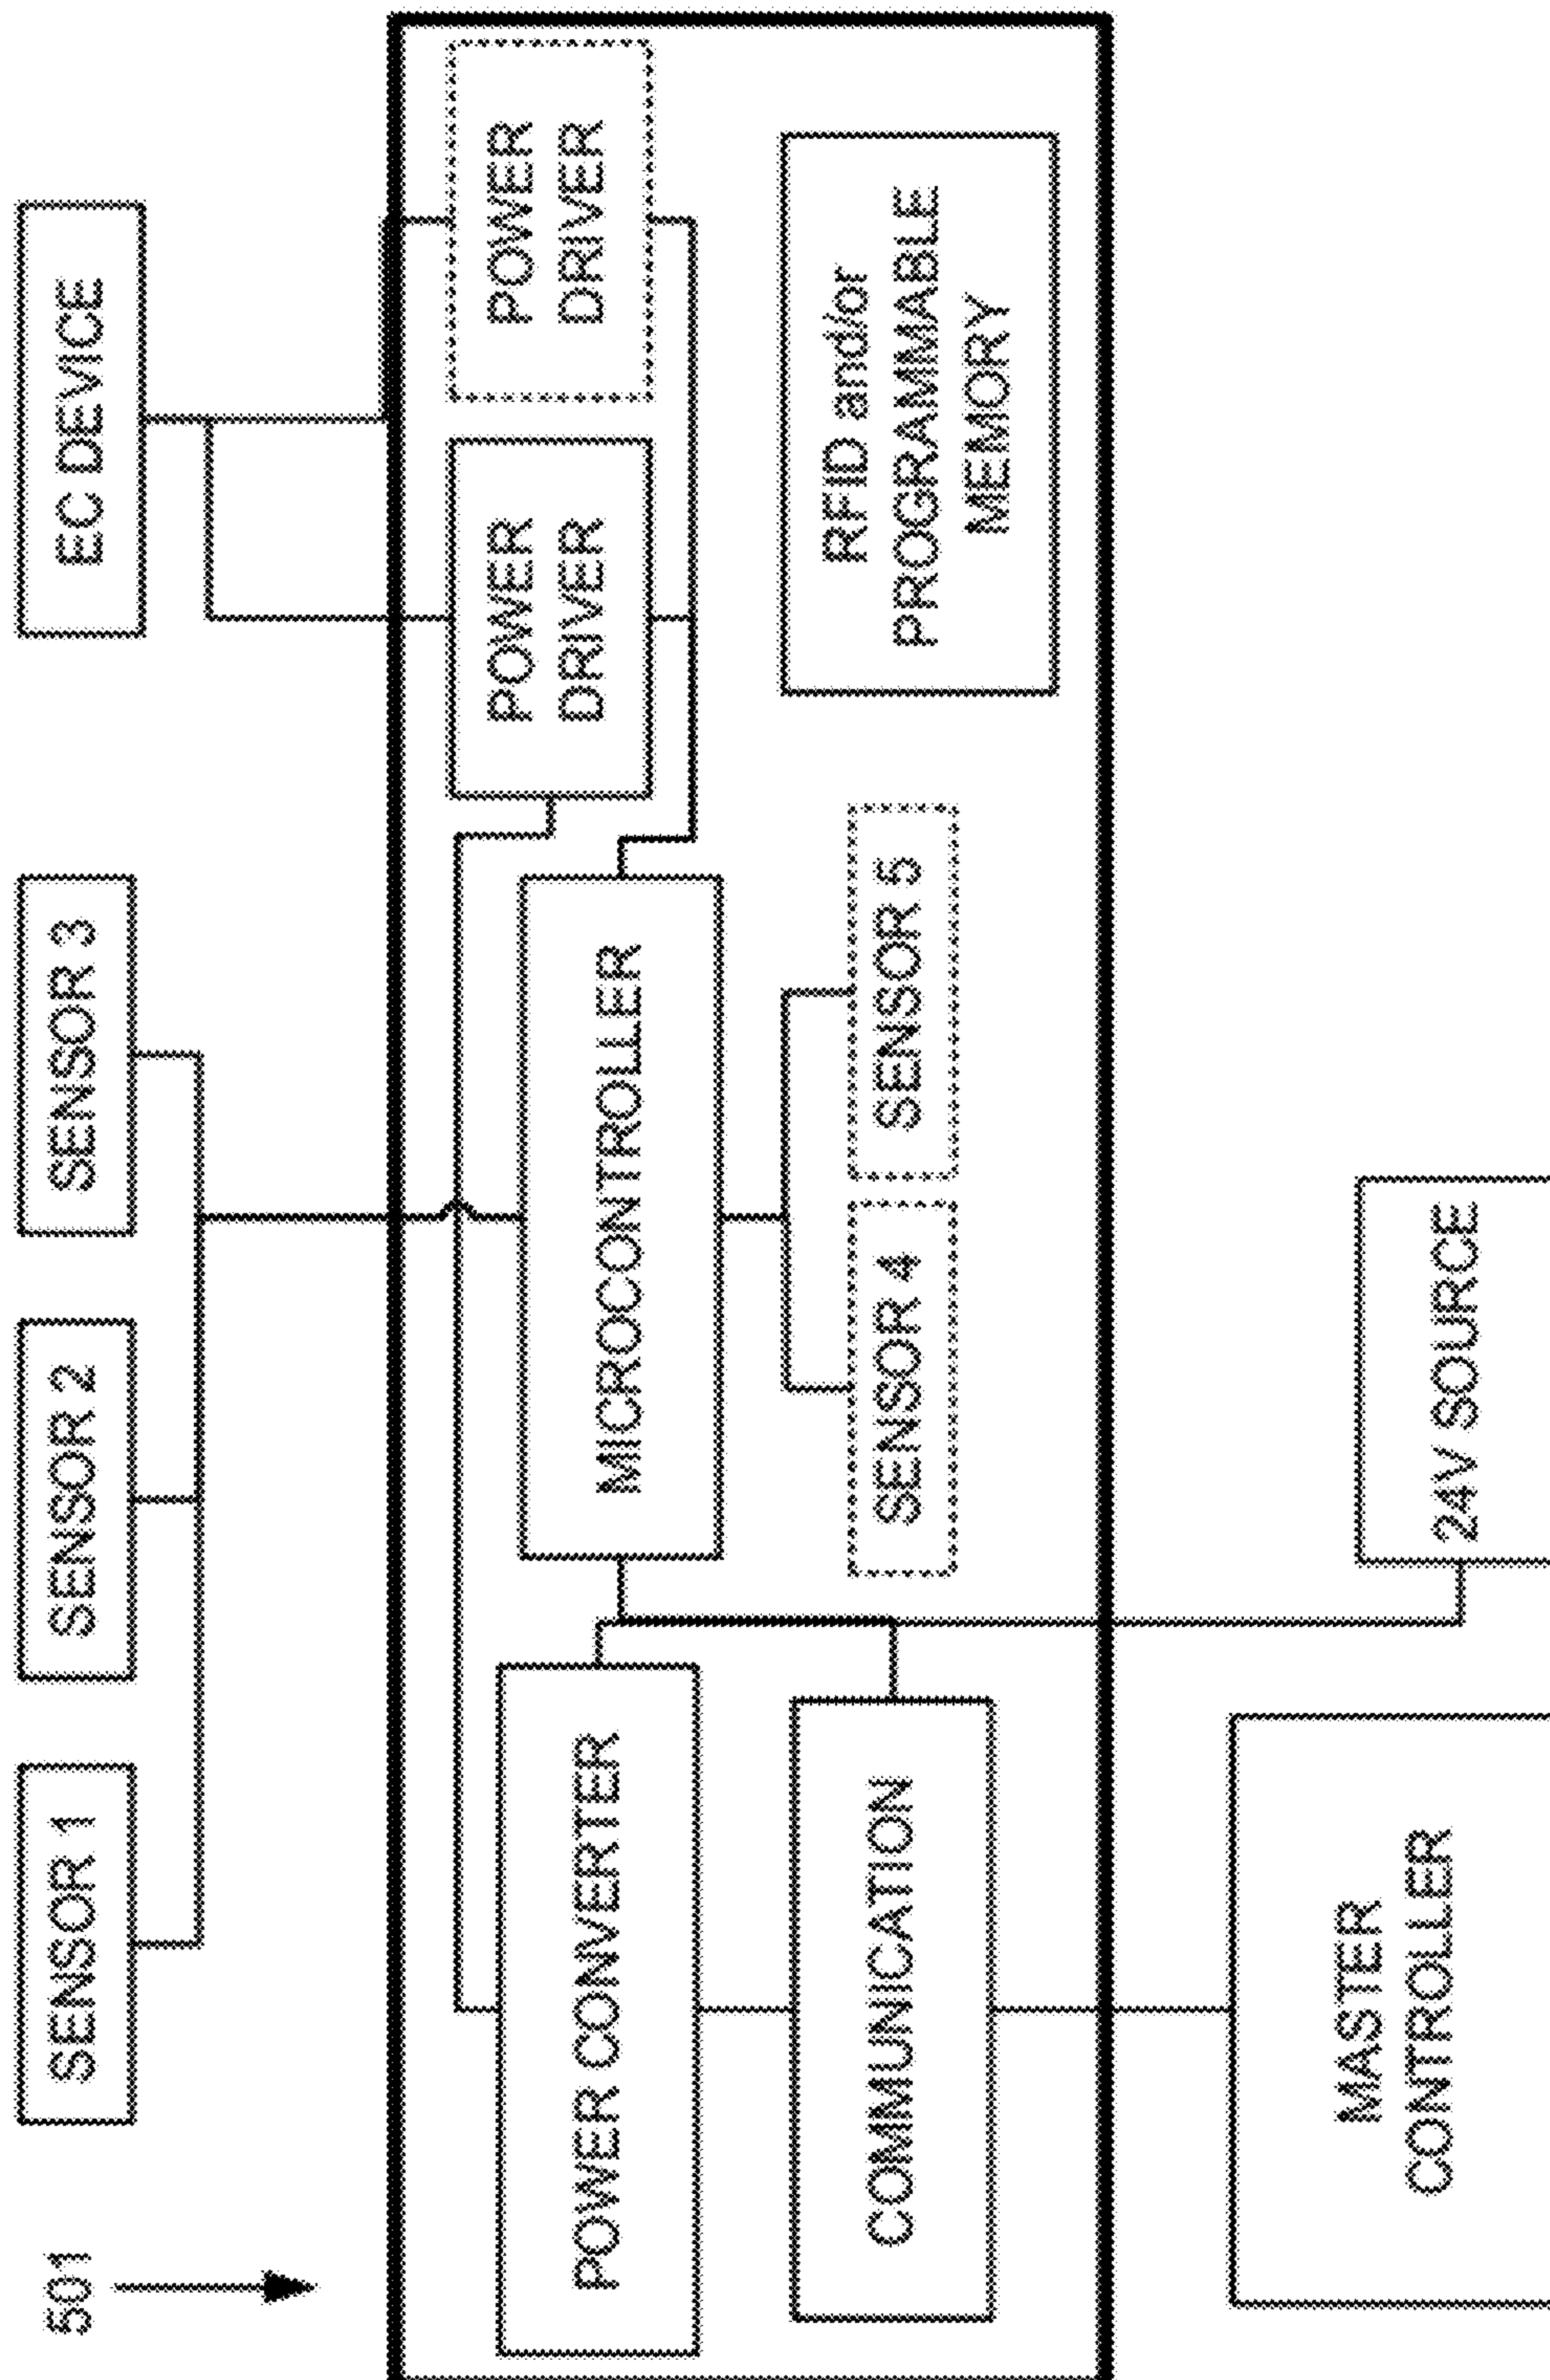 501
SENSOR 1
SENSOR 2
SENSOR 3
EC DEVICE
POWER CONVERTER
MICROCONTROLLER
POWER
DRIVER
POWER
DRIVER
COMMUNICATION
SENSOR 4
SENSOR 5
RFID and/or
PROGRAMMABLE
MEMORY
MASTER
CONTROLLER
24V SOURCE